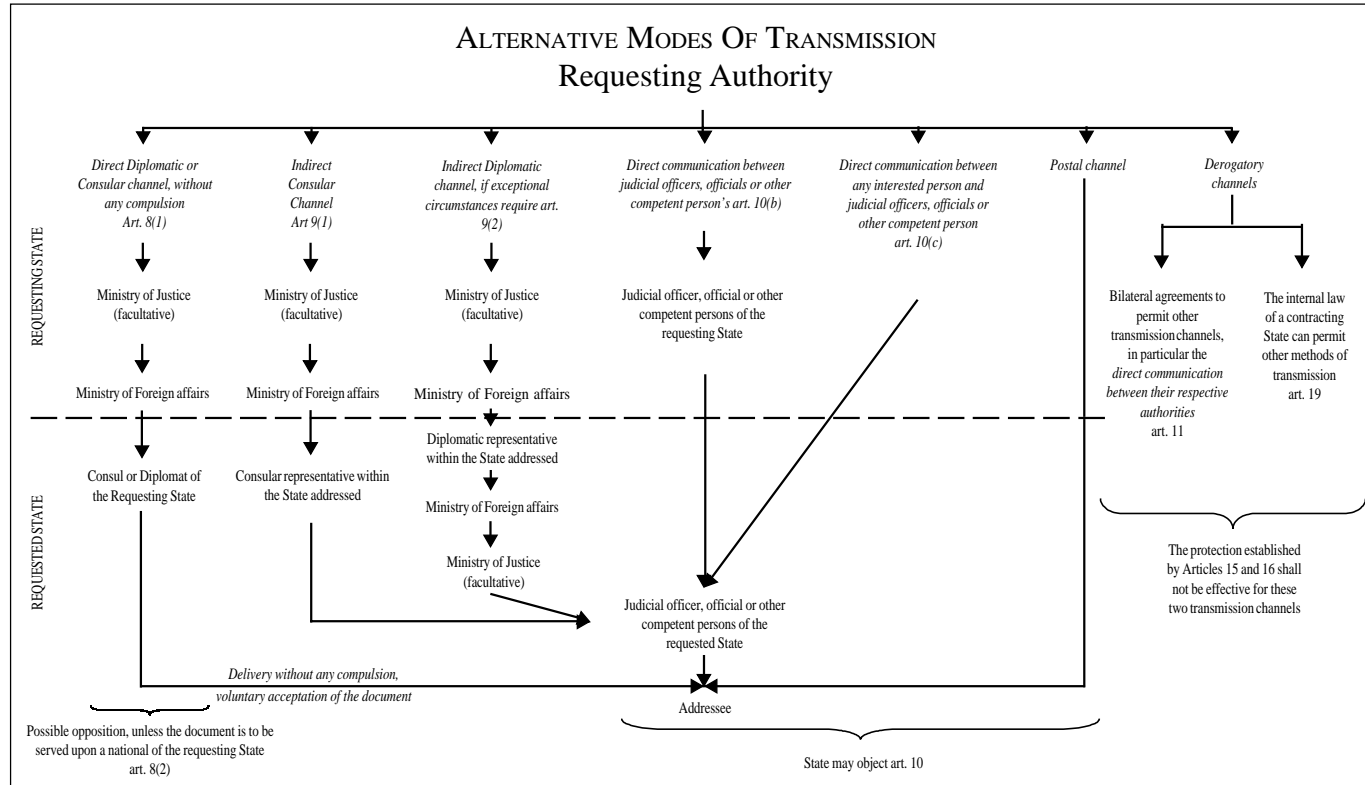 ALTERNATIVE MODES OF TRANSMISSION
Requesting Authority
REQUESTING STATE
Direct Diplomatic or
Consular channel, without
any compulsion
Art. 8(1)
Indirect
Consular
Channel
Art 9(1)
Indirect Diplomatic
channel, if exceptional
circumstances require art.
9(2)
Direct communication between
judicial officers, officials or other
competent person's art. 10(b)
Direct communication between
any interested person and
judicial officers, officials or
other competent person
art. 10(c)
Postal channel
Derogatory
channels
Ministry of Justice
(facultative)
Ministry of Justice
(facultative)
Ministry of Justice
(facultative)
Judicial officer, official or other
competent persons of the
requesting State
Bilateral agreements to
permit other
transmission channels,
in particular the
direct communication
between their respective
authorities
art. 11
The internal law
of a contracting
State can permit
other methods of
transmission
art. 19
Ministry of Foreign affairs
Ministry of Foreign affairs
Ministry of Foreign affairs
REQUESTED STATE
Consul or Diplomat of
the Requesting State
Consular representative within
the State addressed
Diplomatic representative
within the State addressed
Ministry of Foreign affairs
Ministry of Justice
(facultative)
Judicial officer, official or other
competent persons of the
requested State
The protection established
by Articles 15 and 16 shall
not be effective for these
two transmission channels
Delivery without any compulsion,
voluntary acceptation of the document
Addressee
Possible opposition, unless the document is to be
served upon a national of the requesting State
art. 8(2)
State may object art. 10